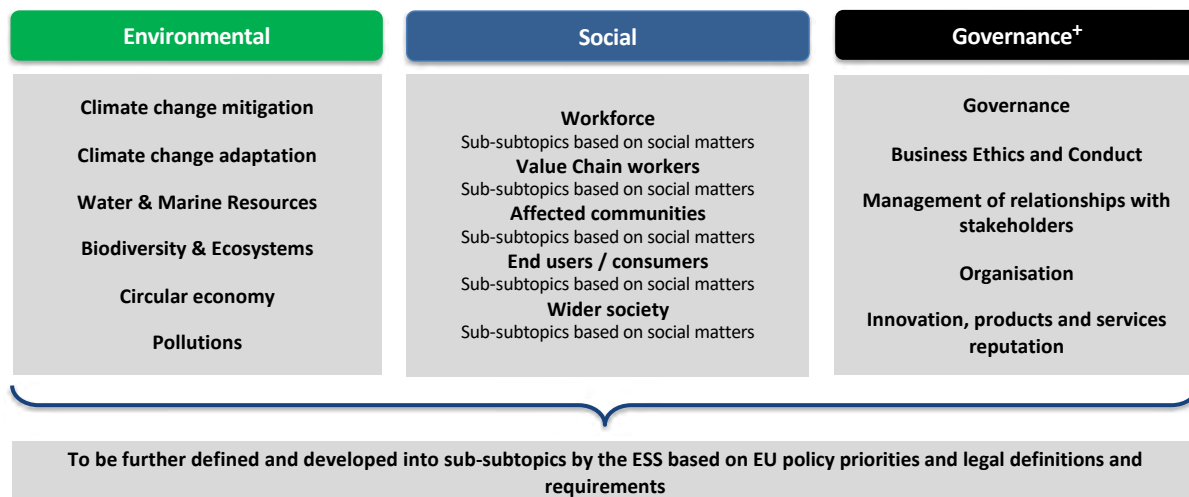 Environmental
Climate change mitigation
Climate change adaptation
Water & Marine Resources
Biodiversity & Ecosystems
Circular economy
Pollutions
Social
Workforce
Sub-subtopics based on social matters
Value Chain workers
Sub-subtopics based on social matters
Affected communities
Sub-subtopics based on social matters
End users / consumers
Sub-subtopics based on social matters
Wider society
Sub-subtopics based on social matters
Governance+
Governance
Business Ethics and Conduct
Management of relationships with
stakeholders
Organisation
Innovation, products and services
reputation
To be further defined and developed into sub-subtopics by the ESS based on EU policy priorities and legal definitions and
requirements